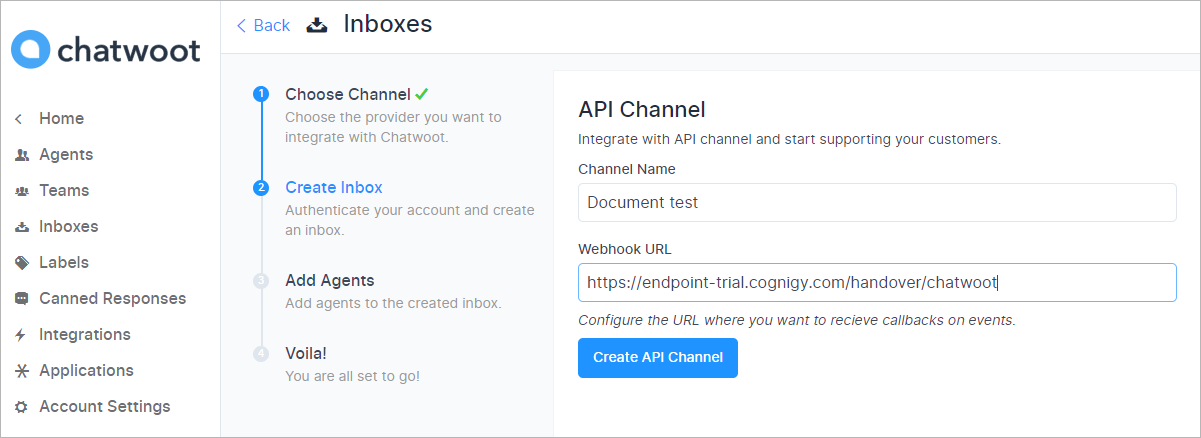 chatwoot
Home
Agents
Teams
Inboxes
Labels
Canned Responses
Integrations
Applications
Account Settings
Back Inboxes
1 Choose Channel
Choose the provider you want to
integrate with Chatwoot.
2 Create Inbox
Authenticate your account and create
an inbox.
3 Add Agents
Add agents to the created inbox.
4 Voila!
You are all set to go!
API Channel
Integrate with API channel and start supporting your customers.
Channel Name
Document test
Webhook URL
https://endpoint-trial.cognigy.com/handover/chatwoot
Configure the URL where you want to recieve callbacks on events.
Create API Channel